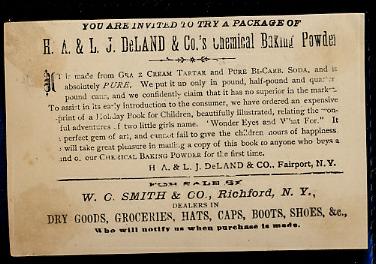 YOU ARE INVITED TO TRY A PACKAGE OF
H. A. & L. J. DeLAND & Co.'s Chemical Baking Powder
It is made from CREAM TARTAR and PURE BI-CARB. SODA, and is
absolutely PURE. We put it up only in pound, half-pound and quarter
pound cans, and we confidently claim that it has no superior in the market.
To assist in its early introduction to the consumer, we have ordered an expensive
print of a Holiday Book for Children, beautifully illustrated, relating the won-
ful adventures of two little girls name. "Wonder Eyes and What For." It
a perfect gem of art, and cannot fail to give the children hours of happiness
will take great pleasure in mailing a copy of this book to anyone who buys a
and of our CHEMICAL BAKING POWDER for the first time.
H. A. & L. J. DeLAND & CO., Fairport, N. Y.
FOR SALE BY
W. C. SMITH & CO., Richford, N. Y.,
DEALERS IN
DRY GOODS, GROCERIES, HATS, CAPS, BOOTS, SHOES, &c.,
Who will notify us when purchase is made.